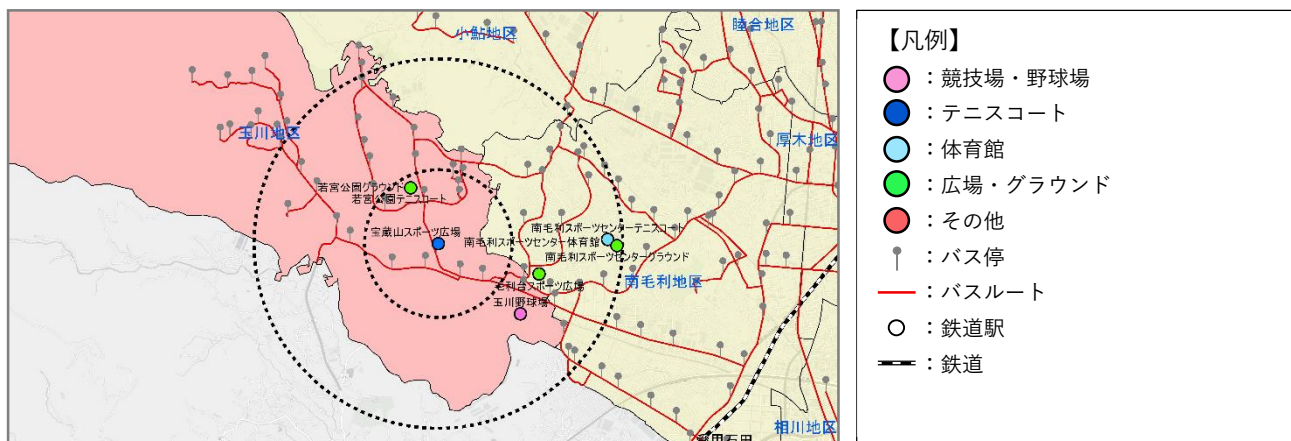 小鮎地区
睦合地区
玉川地区
厚木地区
若宮公園グラウンド
若宮公園テニスコート
宝蔵山スポーツ広場
南毛利スポーツセンターテニスコート
南毛利スポーツセンター体育館
南毛利スポーツセンターグラウンド
毛利台スポーツ広場
南毛利地区
玉川野球場
相川地区
愛甲石田
【凡例】
：競技場・野球場
：テニスコート
：体育館
：広場・グラウンド
：その他
：バス停
：バスルート
：鉄道駅
：鉄道